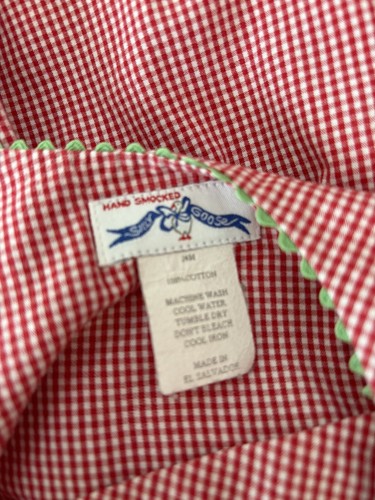 HAND SMOCKED
Silly Goose
24M
100% COTTON
MACHINE WASH
COOL WATER
TUMBLE DRY
DON'T BLEACH
COOL IRON
MADE IN
EL SALVADOR